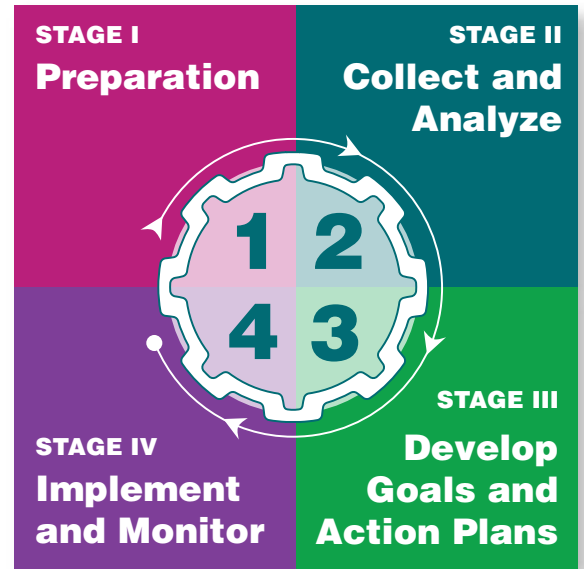 STAGE I
Preparation
STAGE II
Collect and
Analyze
1
2
3
4
STAGE III
Develop
Goals and
Action Plans
STAGE IV
Implement
and Monitor